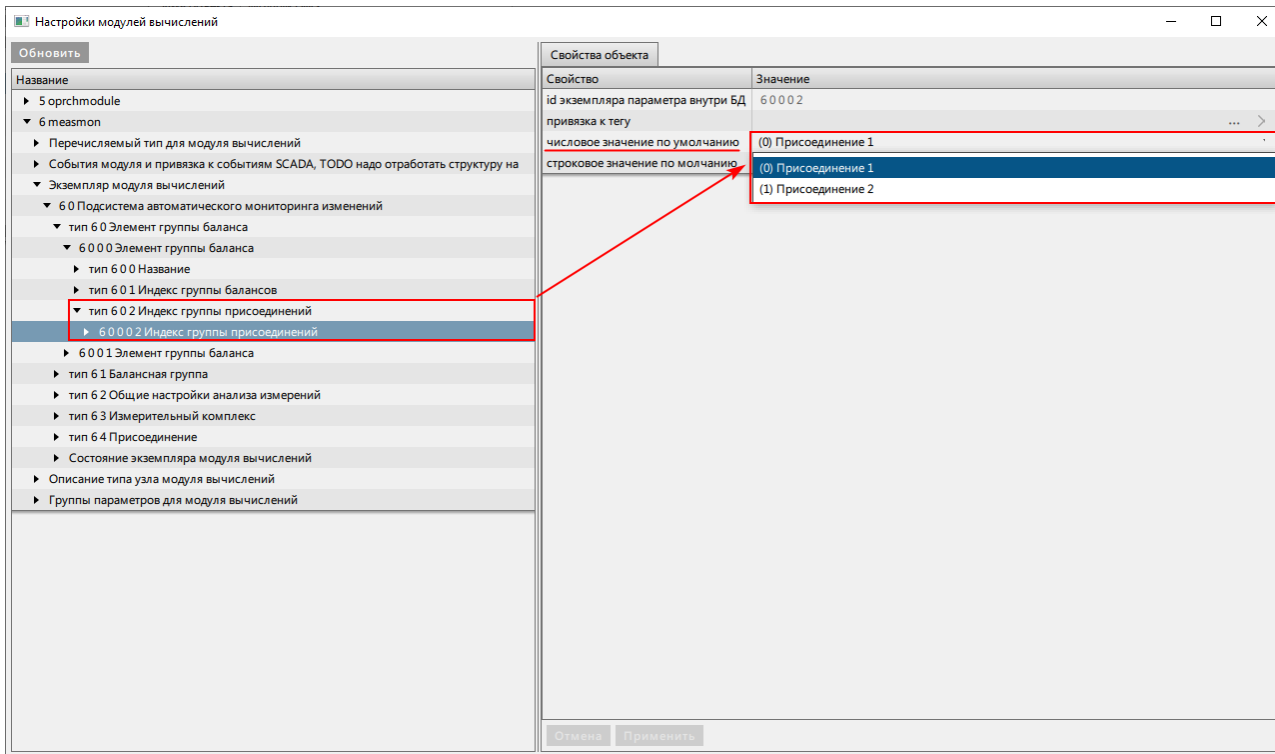 Настройки модулей вычислений
Обновить
Название
5 oprchmodule
6 measmon
Перечисляемый тип для модуля вычислений
События модуля и привязка к событиям SCADA, TODO надо отработать структуру на
Экземпляр модуля вычислений
6 0 Подсистема автоматического мониторинга изменений
тип 6 0 Элемент группы баланса
6 0 0 0 Элемент группы баланса
тип 6 0 0 Название
тип 6 0 1 Индекс группы балансов
тип 6 0 2 Индекс группы присоединений
6 0 0 0 2 Индекс группы присоединений
6 0 0 1 Элемент группы баланса
тип 6 1 Балансная группа
тип 6 2 Общие настройки анализа измерений
тип 6 3 Измерительный комплекс
тип 6 4 Присоединение
Состояние экземпляра модуля вычислений
Описание типа узла модуля вычислений
Группы параметров для модуля вычислений
Свойства объекта
Свойство Значение
id экземпляра параметра внутри БД 6 0 0 0 2
привязка к тегу ...
числовое значение по умолчанию (0) Присоединение 1
строковое значение по молчанию
(0) Присоединение 1
(1) Присоединение 2
Отмена Применить